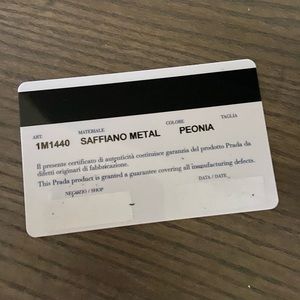 ART. MATERIALE COLORE TAGLIA
1M1440 SAFFIANO METAL PEONIA
Il presente certificato di autenticità costituisce garanzia del prodotto Prada da
difetti originari di fabbricazione.
This Prada product is granted a guarantee covering all manufacturing defects.
NEGOZIO / SHOP DATA / DATE